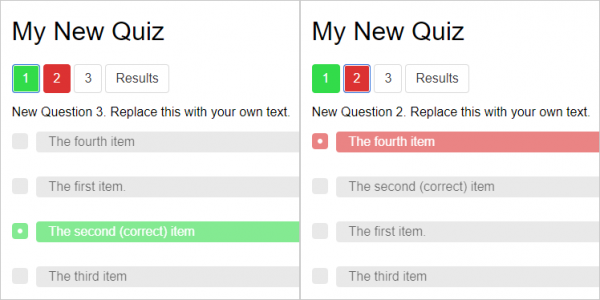 My New Quiz
1 2 3 Results
New Question 3. Replace this with your own text.
The fourth item
The first item.
The second (correct) item
The third item
My New Quiz
1 2 3 Results
New Question 2. Replace this with your own text.
The fourth item
The second (correct) item
The first item.
The third item